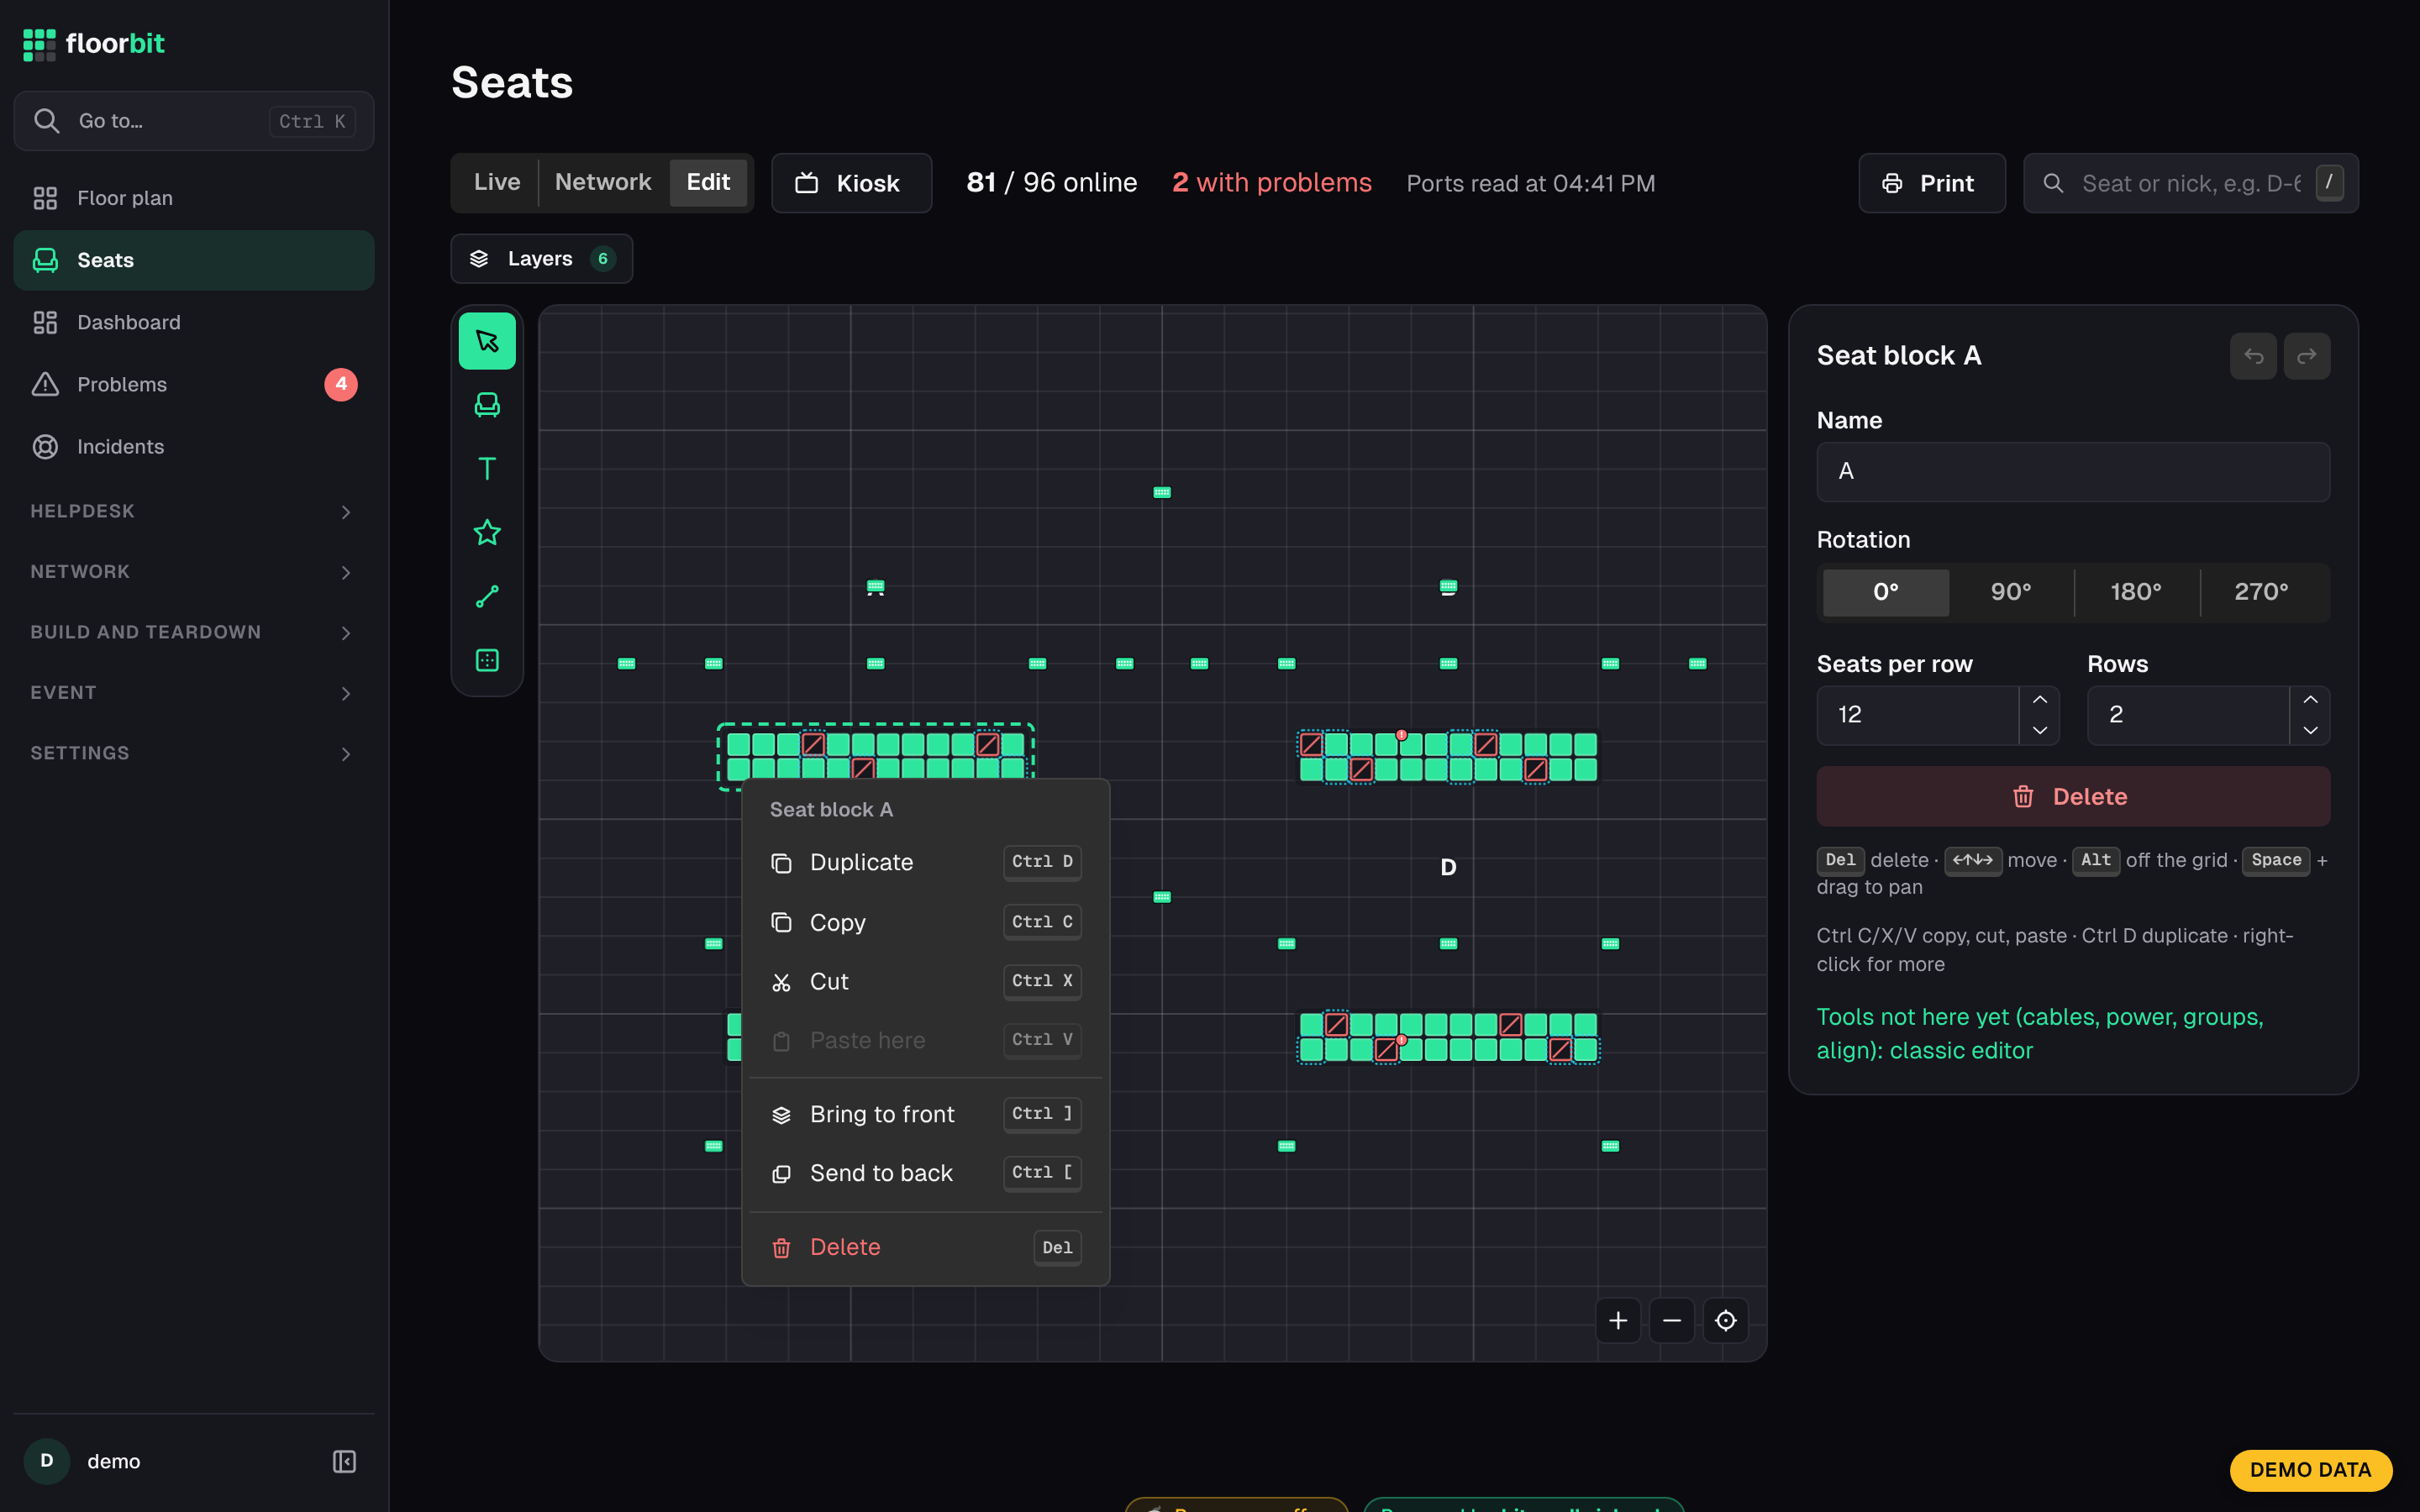 floorbit
Go to... Ctrl K
Floor plan
Seats
Dashboard
Problems 4
Incidents
HELPDESK
NETWORK
BUILD AND TEARDOWN
EVENT
SETTINGS
D demo
Seats
Live Network Edit Kiosk 81 / 96 online 2 with problems Ports read at 04:41 PM Print Seat or nick, e.g. D-6 /
Layers 6
D
Seat block A
Duplicate Ctrl D
Copy Ctrl C
Cut Ctrl X
Paste here Ctrl V
Bring to front Ctrl ]
Send to back Ctrl [
Delete Del
Seat block A
Name
A
Rotation
0° 90° 180° 270°
Seats per row Rows
12 2
Delete
Del delete · ←↑↓→ move · Alt off the grid · Space +
drag to pan
Ctrl C/X/V copy, cut, paste · Ctrl D duplicate · right-
click for more
Tools not here yet (cables, power, groups,
align): classic editor
DEMO DATA